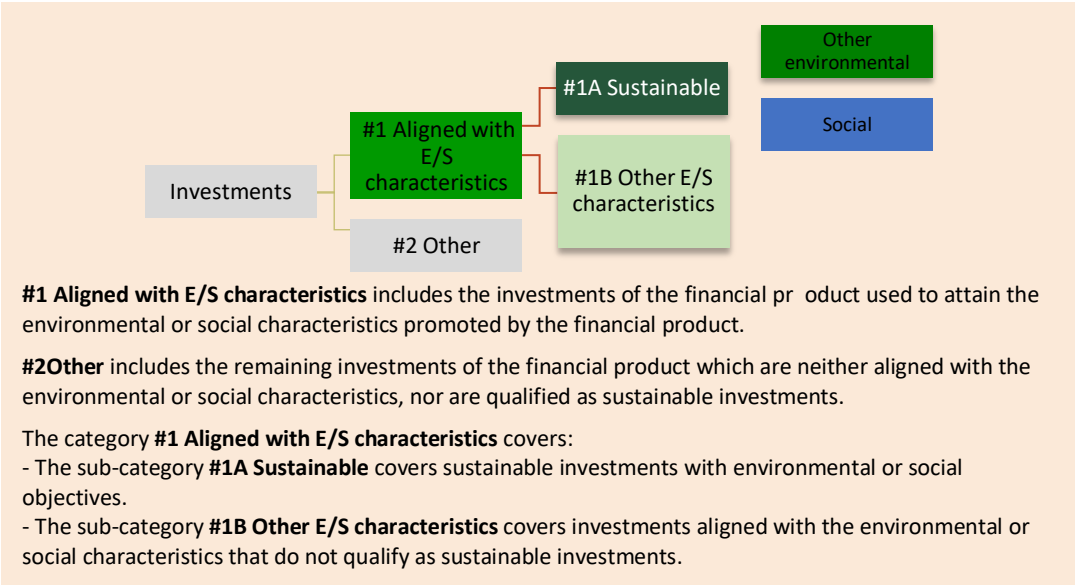 Other
environmental
#1A Sustainable
Social
#1 Aligned with
E/S
characteristics
#1B Other E/S
characteristics
Investments
#2 Other
#1 Aligned with E/S characteristics includes the investments of the financial pr oduct used to attain the
environmental or social characteristics promoted by the financial product.
#2Other includes the remaining investments of the financial product which are neither aligned with the
environmental or social characteristics, nor are qualified as sustainable investments.
The category #1 Aligned with E/S characteristics covers:
- The sub-category #1A Sustainable covers sustainable investments with environmental or social
objectives.
- The sub-category #1B Other E/S characteristics covers investments aligned with the environmental or
social characteristics that do not qualify as sustainable investments.